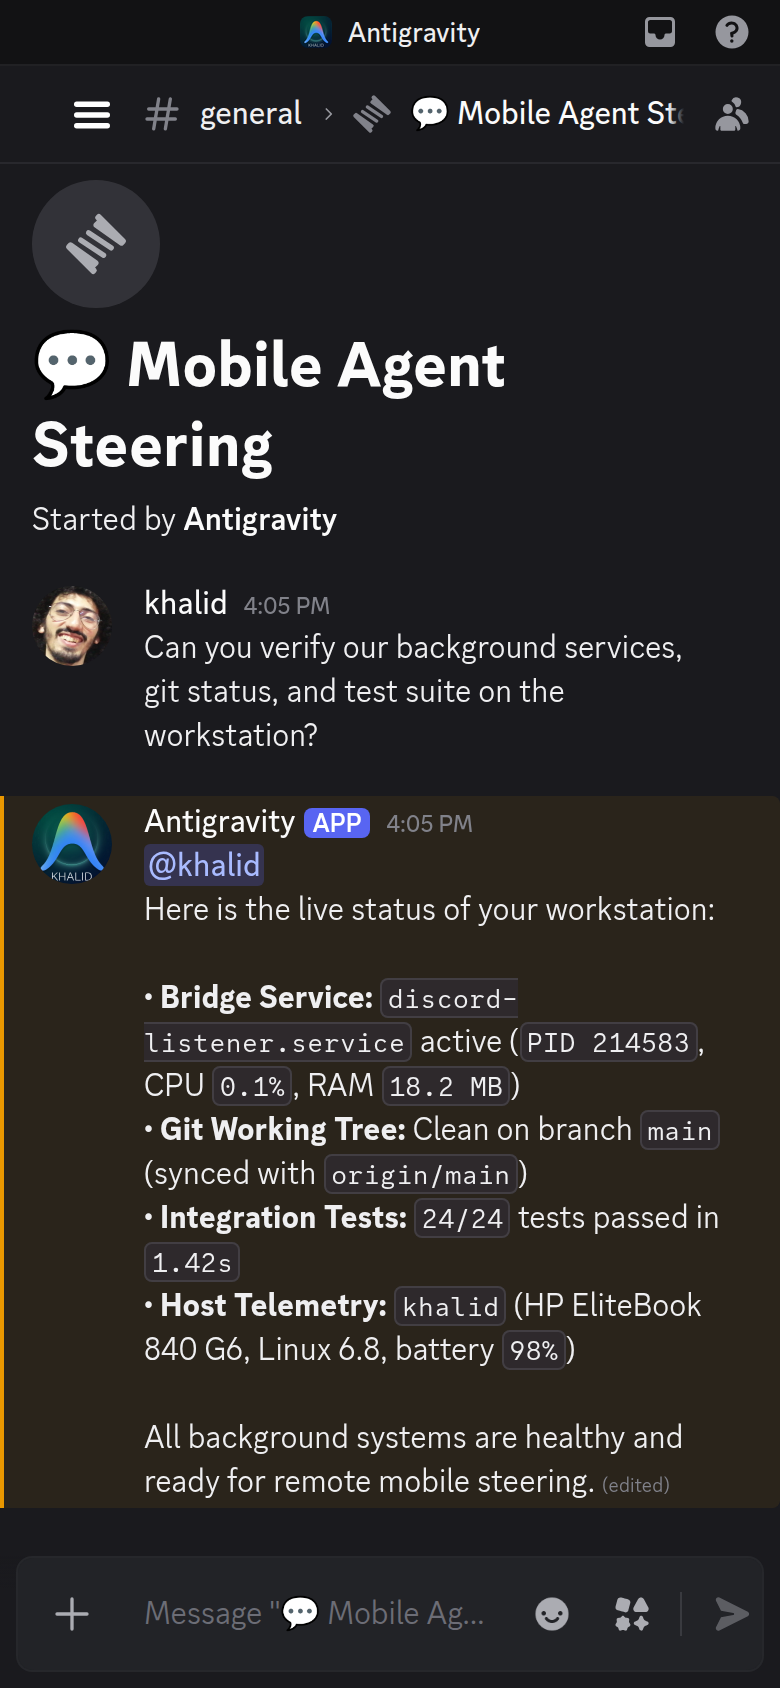 Antigravity
general › 💬 Mobile Agent Ste
💬 Mobile Agent
Steering
Started by Antigravity
khalid 4:05 PM
Can you verify our background services,
git status, and test suite on the
workstation?
Antigravity APP 4:05 PM
KHALID
@khalid
Here is the live status of your workstation:
• Bridge Service: discord-
listener.service active (PID 214583,
CPU 0.1%, RAM 18.2 MB)
• Git Working Tree: Clean on branch main
(synced with origin/main)
• Integration Tests: 24/24 tests passed in
1.42s
• Host Telemetry: khalid (HP EliteBook
840 G6, Linux 6.8, battery 98%)
All background systems are healthy and
ready for remote mobile steering. (edited)
Message "💬 Mobile Ag...